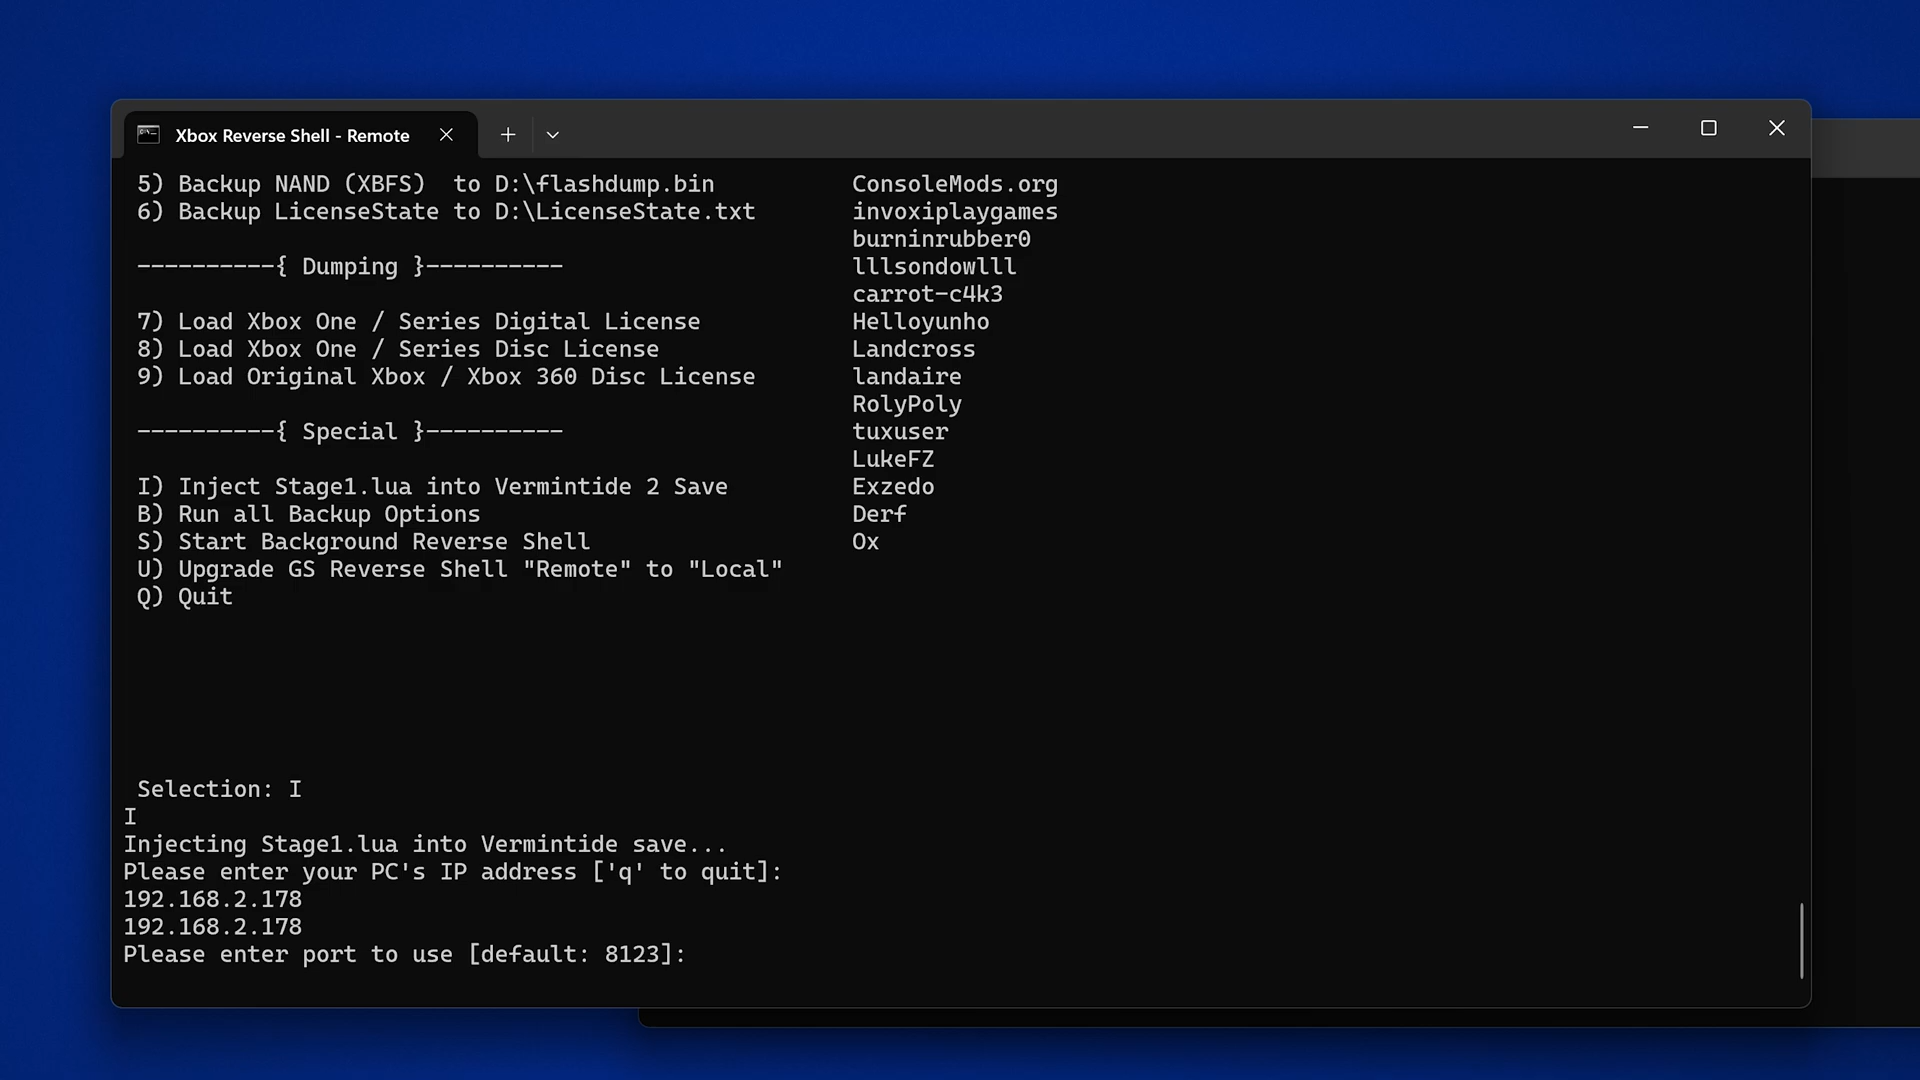 Xbox Reverse Shell - Remote
5) Backup NAND (XBFS)  to D:\flashdump.bin
6) Backup LicenseState to D:\LicenseState.txt
----------{ Dumping }----------
7) Load Xbox One / Series Digital License
8) Load Xbox One / Series Disc License
9) Load Original Xbox / Xbox 360 Disc License
----------{ Special }----------
I) Inject Stage1.lua into Vermintide 2 Save
B) Run all Backup Options
S) Start Background Reverse Shell
U) Upgrade GS Reverse Shell "Remote" to "Local"
Q) Quit
ConsoleMods.org
invoxiplaygames
burninrubber0
lllsondowlll
carrot-c4k3
Helloyunho
Landcross
landaire
RolyPoly
tuxuser
LukeFZ
Exzedo
Derf
Ox
Selection: I
I
Injecting Stage1.lua into Vermintide save...
Please enter your PC's IP address ['q' to quit]:
192.168.2.178
192.168.2.178
Please enter port to use [default: 8123]: